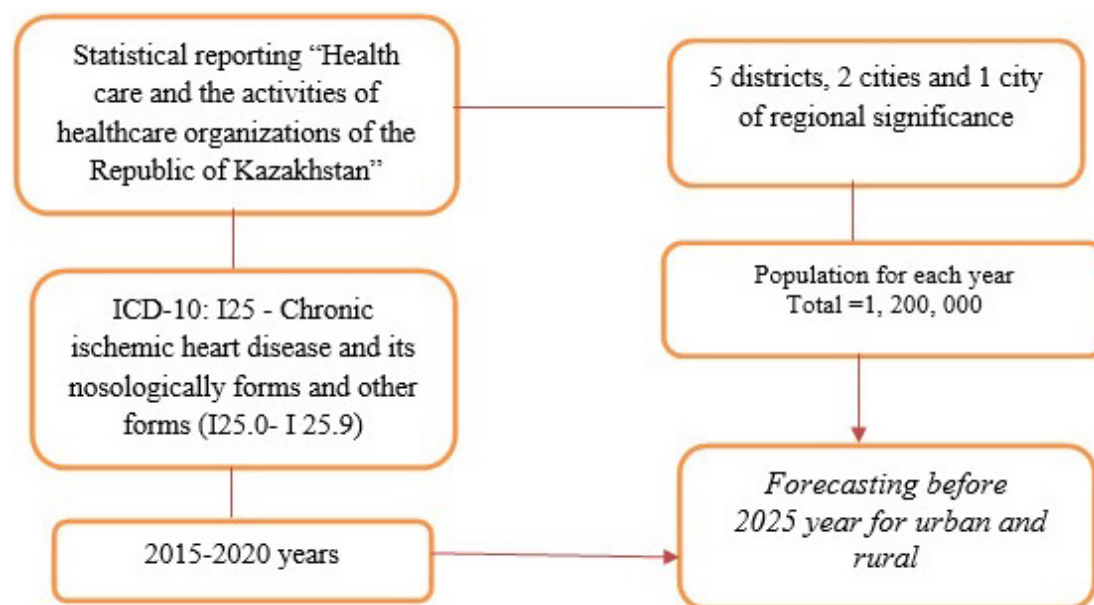 Statistical reporting “Health
care and the activities of
healthcare organizations of the
Republic of Kazakhstan”
5 districts, 2 cities and 1 city
of regional significance
ICD-10: I25 - Chronic
ischemic heart disease and its
nosologically forms and other
forms (I25.0- I 25.9)
Population for each year
Total =1, 200, 000
2015-2020 years
Forecasting before
2025 year for urban and
rural